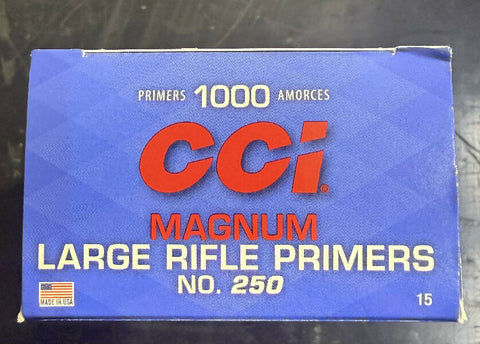 PRIMERS 1000 AMORCES
CCi®
MAGNUM
LARGE RIFLE PRIMERS
NO. 250
MADE IN USA
15